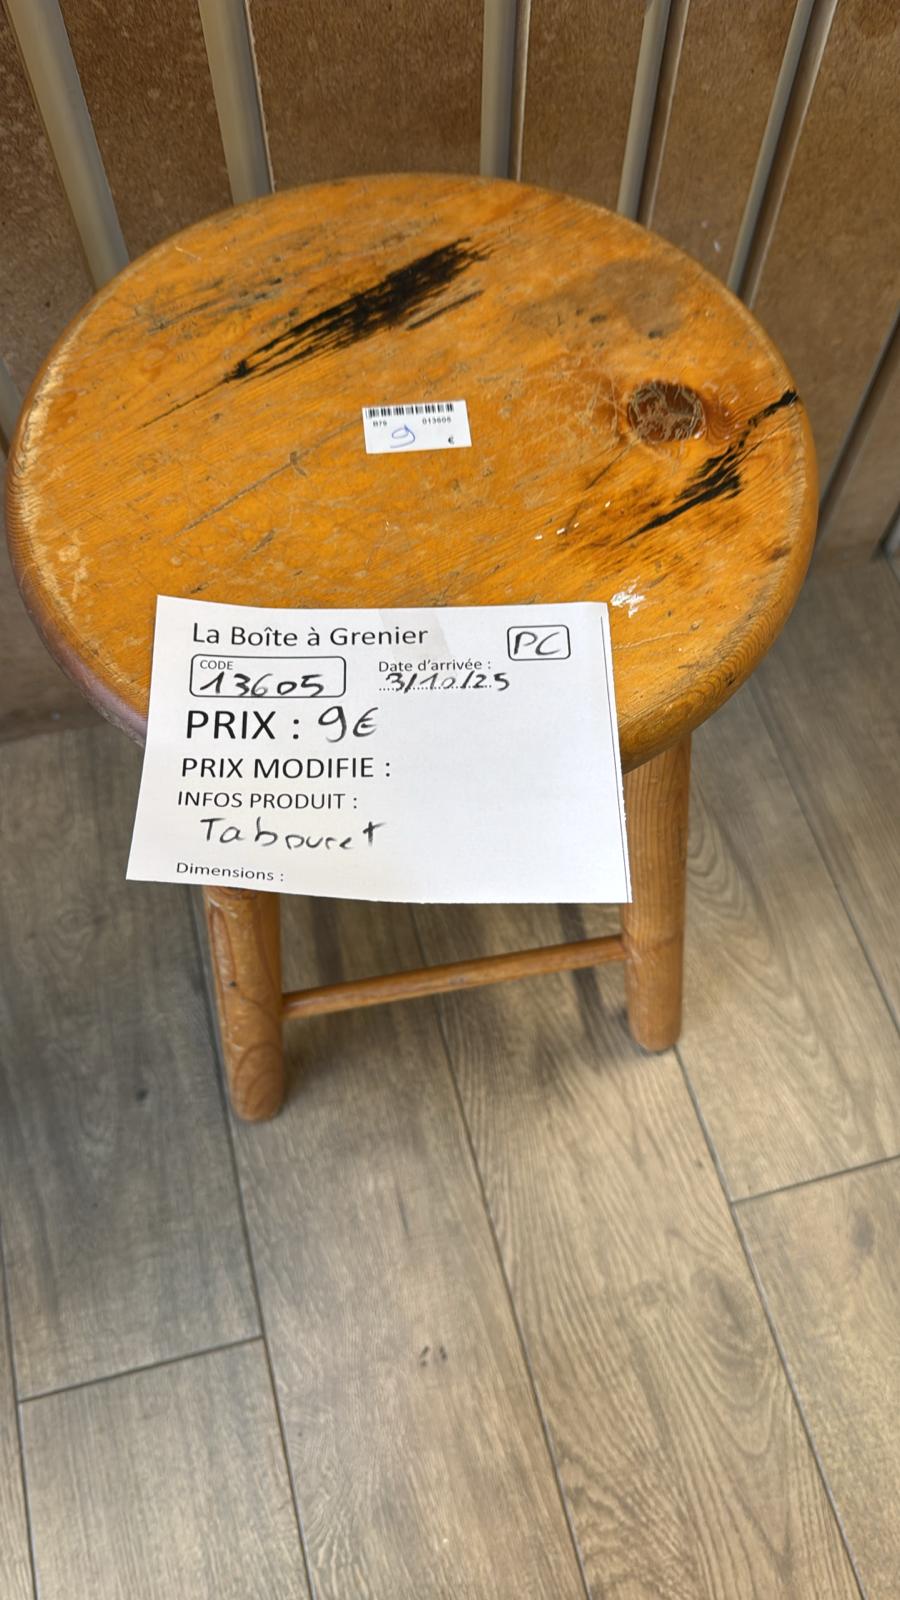 B79 013605
9 €
La Boîte à Grenier
PC
CODE
13605
Date d'arrivée :
3/10/25
PRIX : 9€
PRIX MODIFIE :
INFOS PRODUIT :
Tabouret
Dimensions :